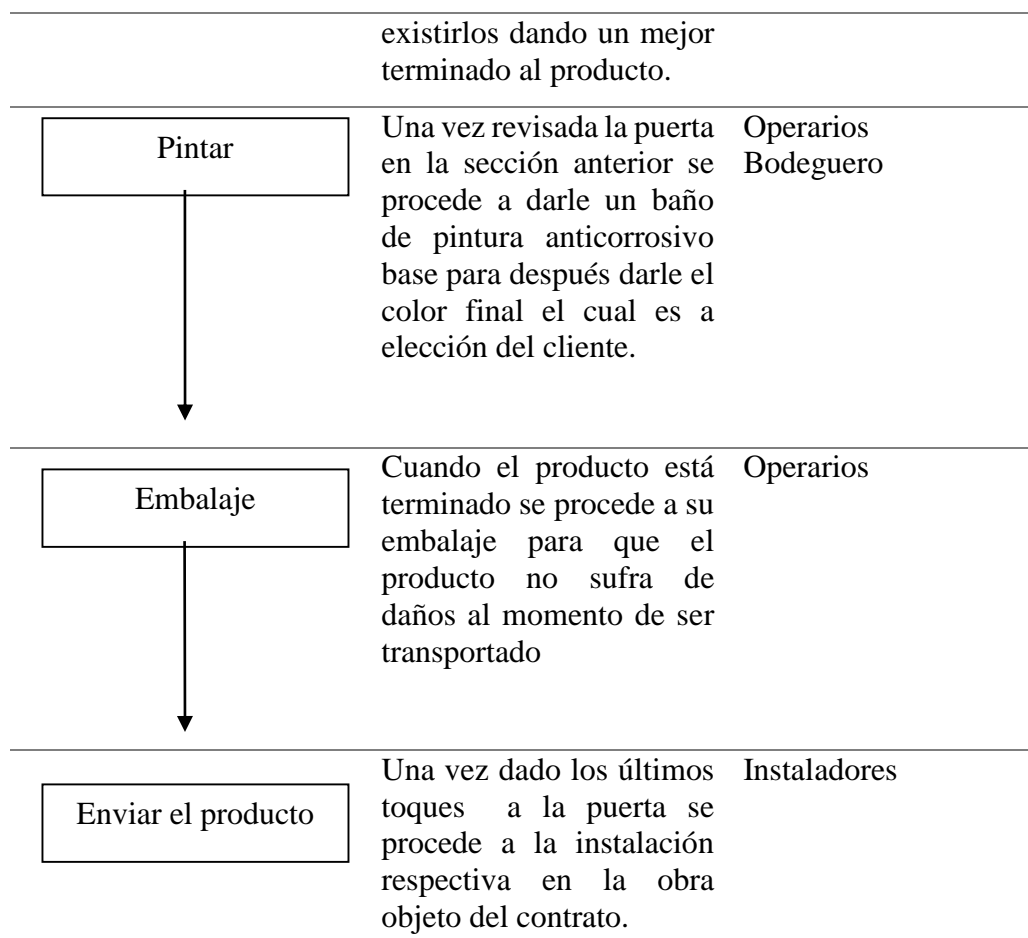 existirlos dando un mejor
terminado al producto.
Pintar
Una vez revisada la puerta
en la sección anterior se
procede a darle un baño
de pintura anticorrosivo
base para después darle el
color final el cual es a
elección del cliente.
Operarios
Bodeguero
Embalaje
Cuando el producto está
terminado se procede a su
embalaje para que el
producto no sufra de
daños al momento de ser
transportado
Operarios
Enviar el producto
Una vez dado los últimos
toques a la puerta se
procede a la instalación
respectiva en la obra
objeto del contrato.
Instaladores